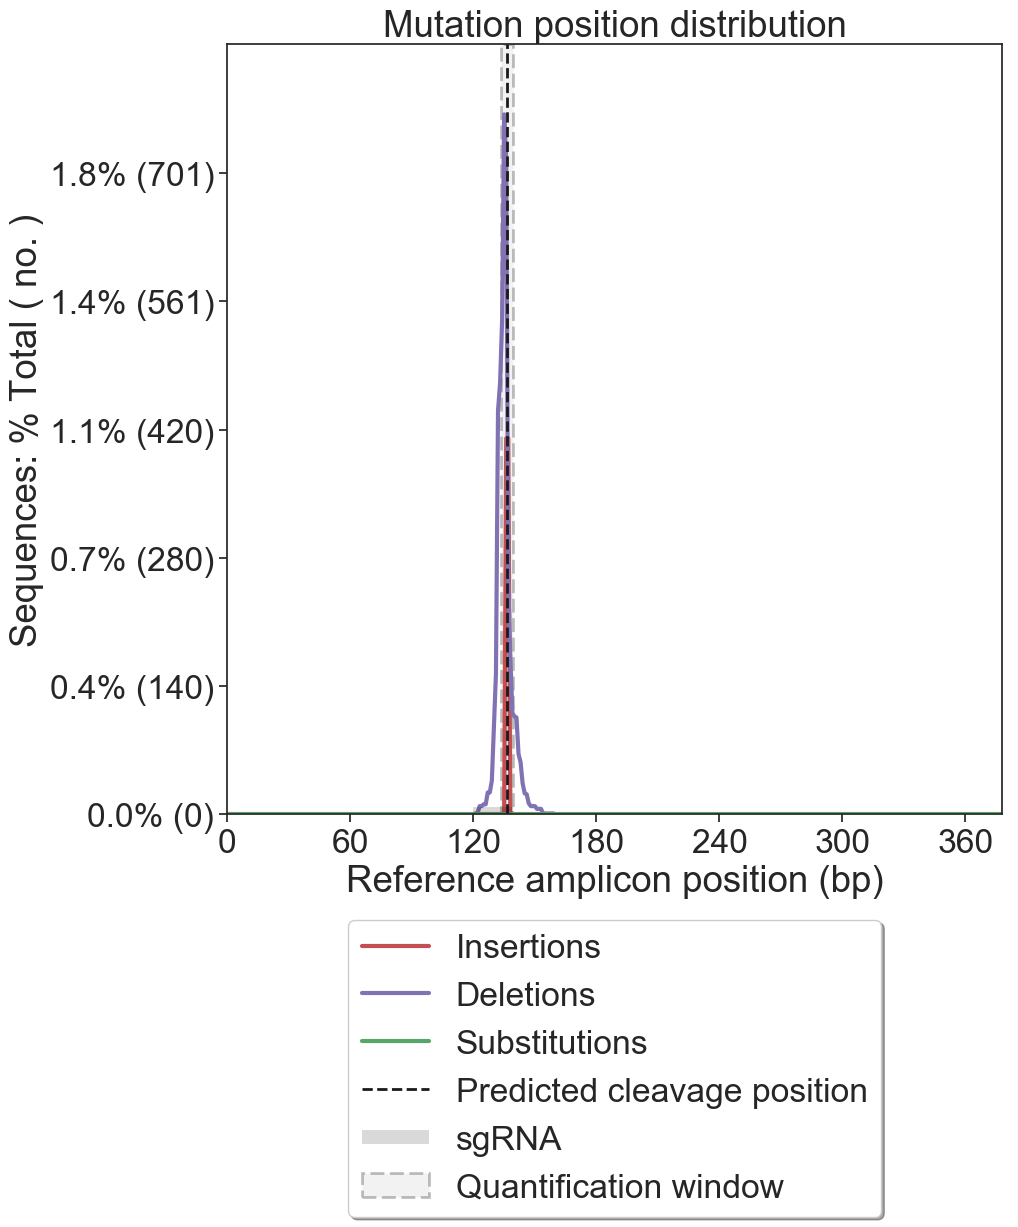 Mutation position distribution
Sequences: % Total ( no. )
1.8% (701)
1.4% (561)
1.1% (420)
0.7% (280)
0.4% (140)
0.0% (0)
0 60 120 180 240 300 360
Reference amplicon position (bp)
Insertions
Deletions
Substitutions
Predicted cleavage position
sgRNA
Quantification window